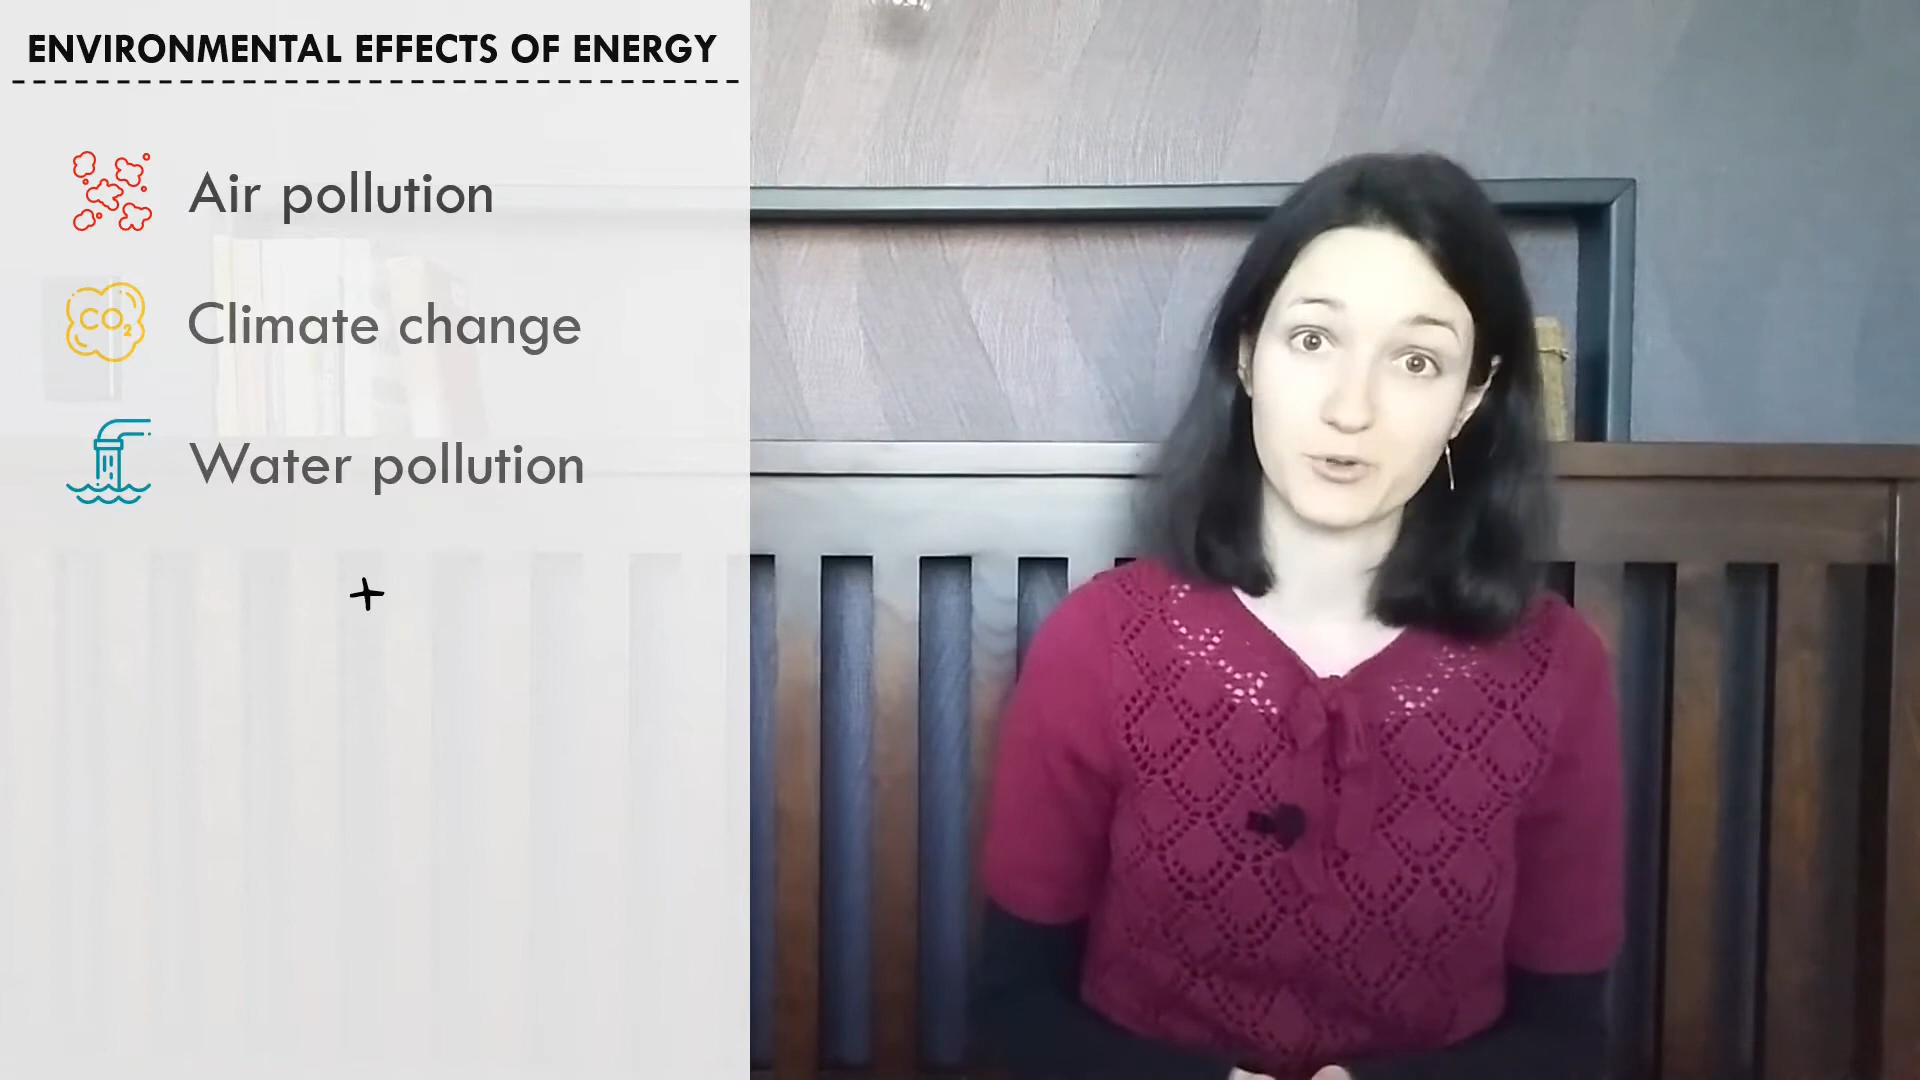 ENVIRONMENTAL EFFECTS OF ENERGY
Air pollution
CO₂
Climate change
Water pollution
+